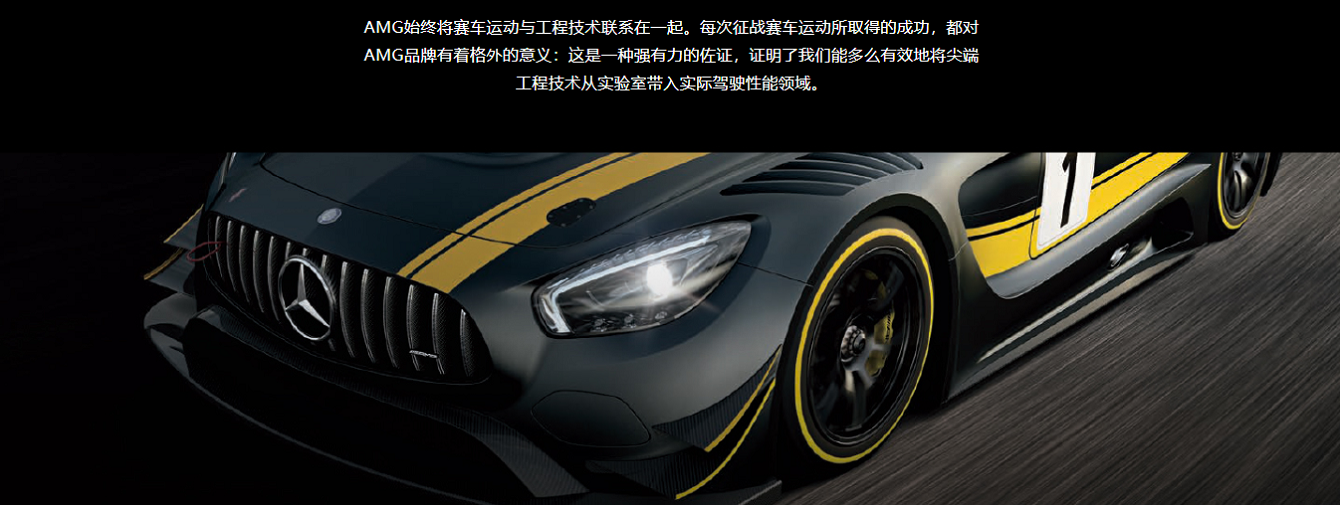 AMG始终将赛车运动与工程技术联系在一起。每次征战赛车运动所取得的成功，都对
AMG品牌有着格外的意义：这是一种强有力的佐证，证明了我们能多么有效地将尖端
工程技术从实验室带入实际驾驶性能领域。
1
AMG